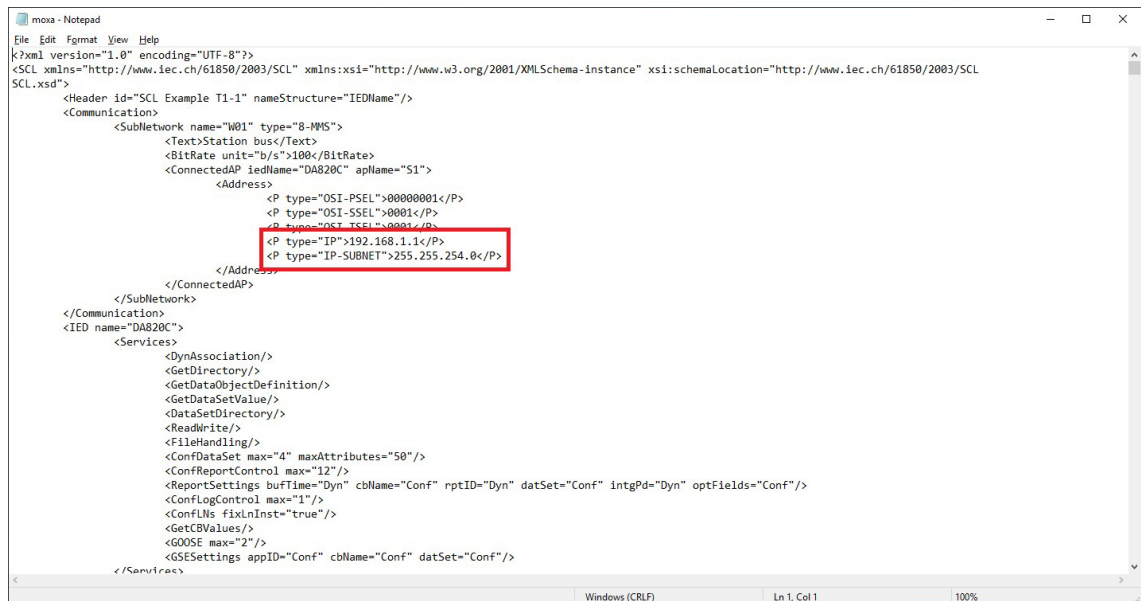 moxa - Notepad
File Edit Format View Help
<?xml version="1.0" encoding="UTF-8"?>
<SCL xmlns="http://www.iec.ch/61850/2003/SCL" xmlns:xsi="http://www.w3.org/2001/XMLSchema-instance" xsi:schemaLocation="http://www.iec.ch/61850/2003/SCL
SCL.xsd">
<Header id="SCL Example T1-1" nameStructure="IEDName"/>
<Communication>
<SubNetwork name="W01" type="8-MMS">
<Text>Station bus</Text>
<BitRate unit="b/s">100</BitRate>
<ConnectedAP iedName="DA820C" apName="S1">
<Address>
<P type="OSI-PSEL">00000001</P>
<P type="OSI-SSEL">0001</P>
<P type="OSI-TSEL">0001</P>
<P type="IP">192.168.1.1</P>
<P type="IP-SUBNET">255.255.254.0</P>
</Address>
</ConnectedAP>
</SubNetwork>
</Communication>
<IED name="DA820C">
<Services>
<DynAssociation/>
<GetDirectory/>
<GetDataObjectDefinition/>
<GetDataSetValue/>
<DataSetDirectory/>
<ReadWrite/>
<FileHandling/>
<ConfDataSet max="4" maxAttributes="50"/>
<ConfReportControl max="12"/>
<ReportSettings bufTime="Dyn" cbName="Conf" rptID="Dyn" datSet="Conf" intgPd="Dyn" optFields="Conf"/>
<ConfLogControl max="1"/>
<ConfLNs fixLnInst="true"/>
<GetCBValues/>
<GOOSE max="2"/>
<GSESettings appID="Conf" cbName="Conf" datSet="Conf"/>
</Services>
Windows (CRLF) Ln 1, Col 1 100%